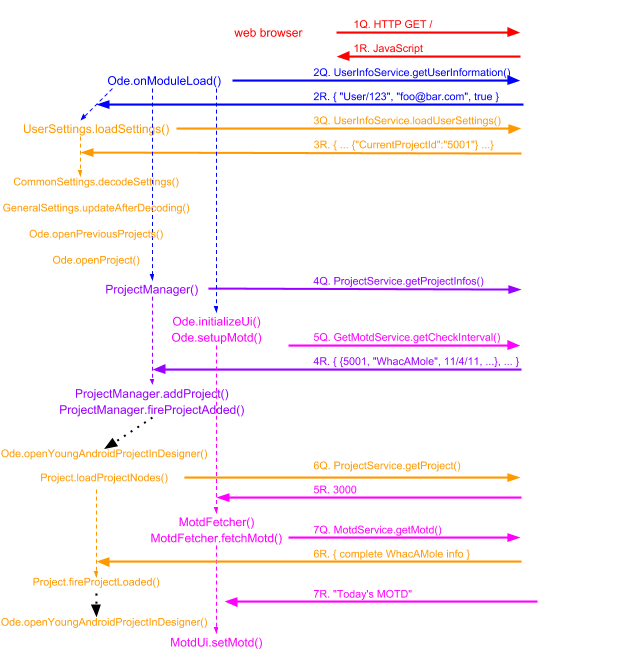 1Q. HTTP GET /
web browser
1R. JavaScript
2Q. UserInfoService.getUserInformation()
Ode.onModuleLoad()
2R. { "User/123", "foo@bar.com", true }
3Q. UserInfoService.loadUserSettings()
UserSettings.loadSettings()
3R. { ... {"CurrentProjectId":"5001"} ...}
CommonSettings.decodeSettings()
GeneralSettings.updateAfterDecoding()
Ode.openPreviousProjects()
Ode.openProject()
4Q. ProjectService.getProjectInfos()
ProjectManager()
Ode.initializeUi()
Ode.setupMotd()
5Q. GetMotdService.getCheckInterval()
4R. { {5001, "WhacAMole", 11/4/11, ...}, ... }
ProjectManager.addProject()
ProjectManager.fireProjectAdded()
Ode.openYoungAndroidProjectInDesigner()
6Q. ProjectService.getProject()
Project.loadProjectNodes()
5R. 3000
MotdFetcher()
7Q. MotdService.getMotd()
MotdFetcher.fetchMotd()
6R. { complete WhacAMole info }
Project.fireProjectLoaded()
7R. "Today's MOTD"
Ode.openYoungAndroidProjectInDesigner()
MotdUi.setMotd()